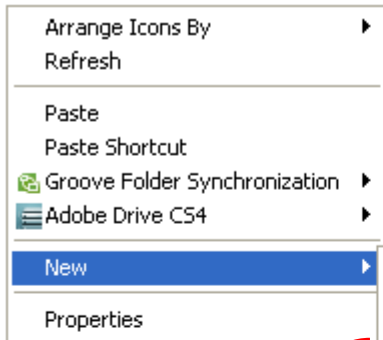 Arrange Icons By
Refresh
Paste
Paste Shortcut
Groove Folder Synchronization
Adobe Drive CS4
New
Properties